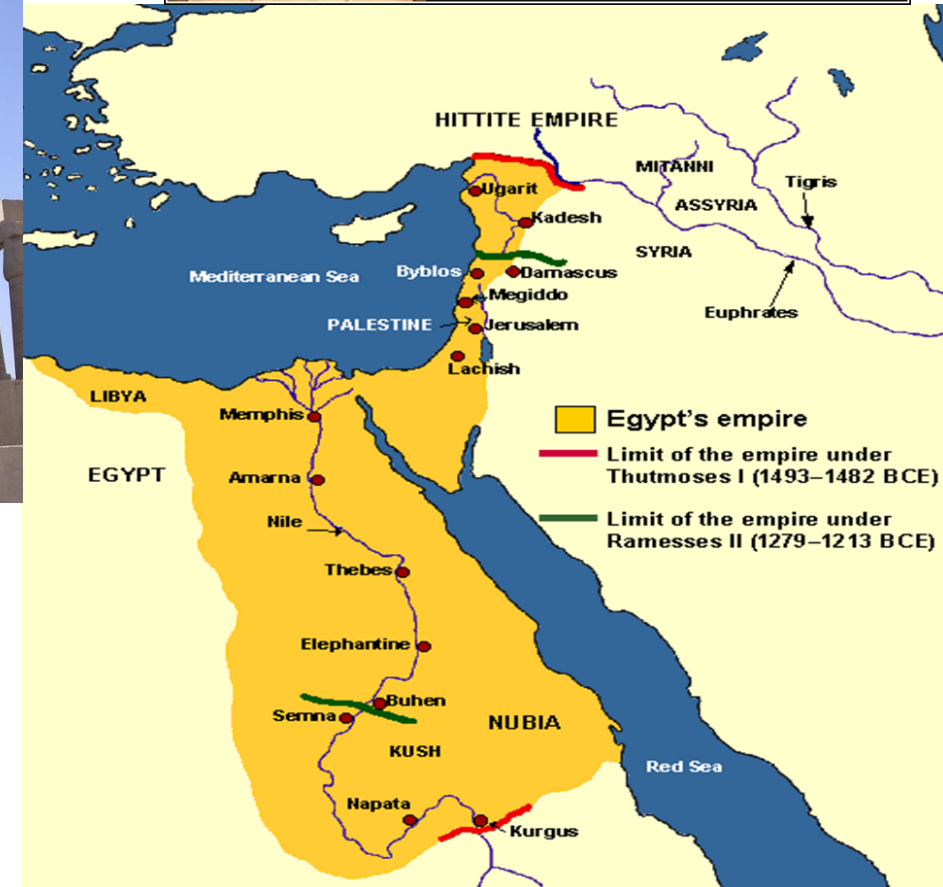 HITTITE EMPIRE
MITANNI
Tigris
Ugarit
ASSYRIA
Kadesh
SYRIA
Byblos
Damascus
Mediterranean Sea
Megiddo
Euphrates
PALESTINE
Jerusalem
Lachish
LIBYA
Memphis
Egypt's empire
Limit of the empire under
Thutmoses I (1493–1482 BCE)
EGYPT
Amarna
Nile
Limit of the empire under
Ramesses II (1279–1213 BCE)
Thebes
Elephantine
Buhen
Semna
NUBIA
KUSH
Red Sea
Napata
Kurgus